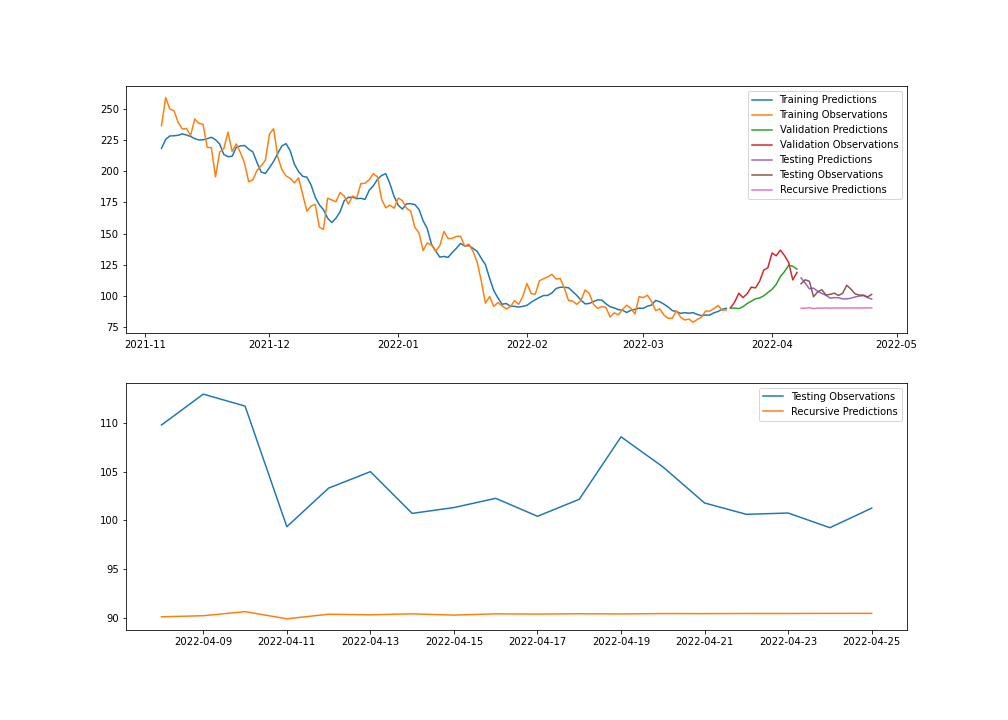 250
225
200
175
150
125
100
75
Training Predictions
Training Observations
Validation Predictions
Validation Observations
Testing Predictions
Testing Observations
Recursive Predictions
2021-11 2021-12 2022-01 2022-02 2022-03 2022-04 2022-05
110
105
100
95
90
Testing Observations
Recursive Predictions
2022-04-09 2022-04-11 2022-04-13 2022-04-15 2022-04-17 2022-04-19 2022-04-21 2022-04-23 2022-04-25